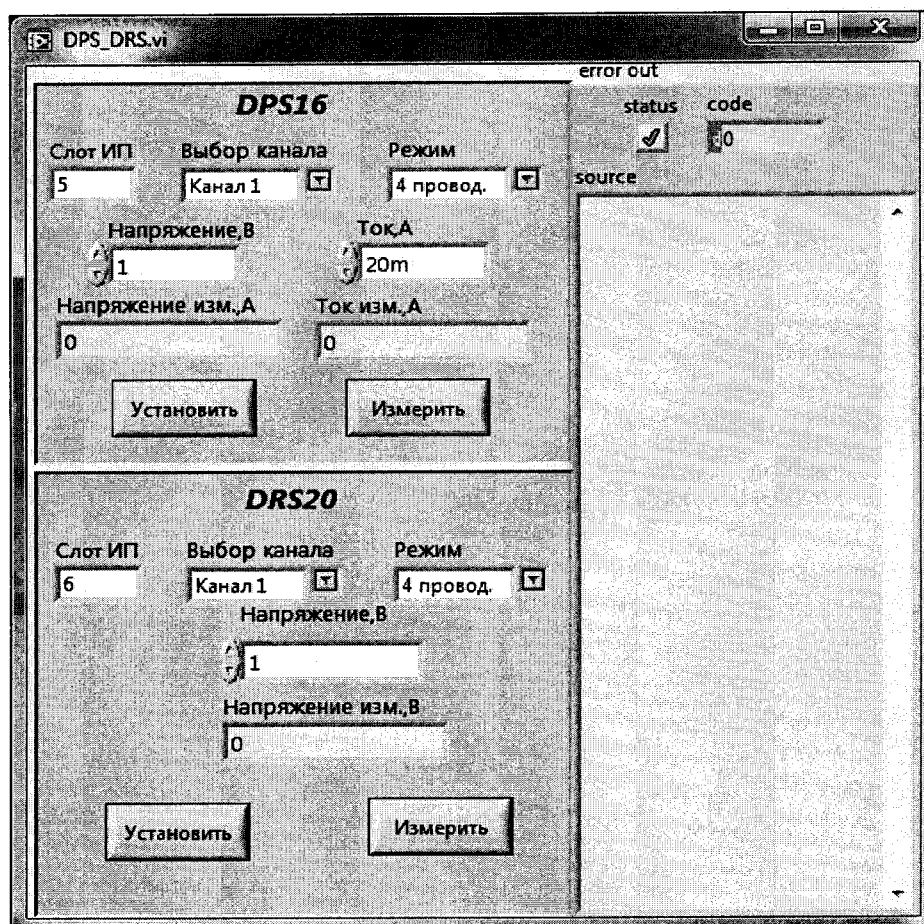 DPS_DRS.vi
DPS16
Слот ИП Выбор канала Режим
5 Канал 1 4 провод.
Напряжение,В Ток,А
1 20m
Напряжение изм.,А Ток изм.,А
0 0
Установить Измерить
DRS20
Слот ИП Выбор канала Режим
6 Канал 1 4 провод.
Напряжение,В
1
Напряжение изм.,В
0
Установить Измерить
error out
status code
0
source